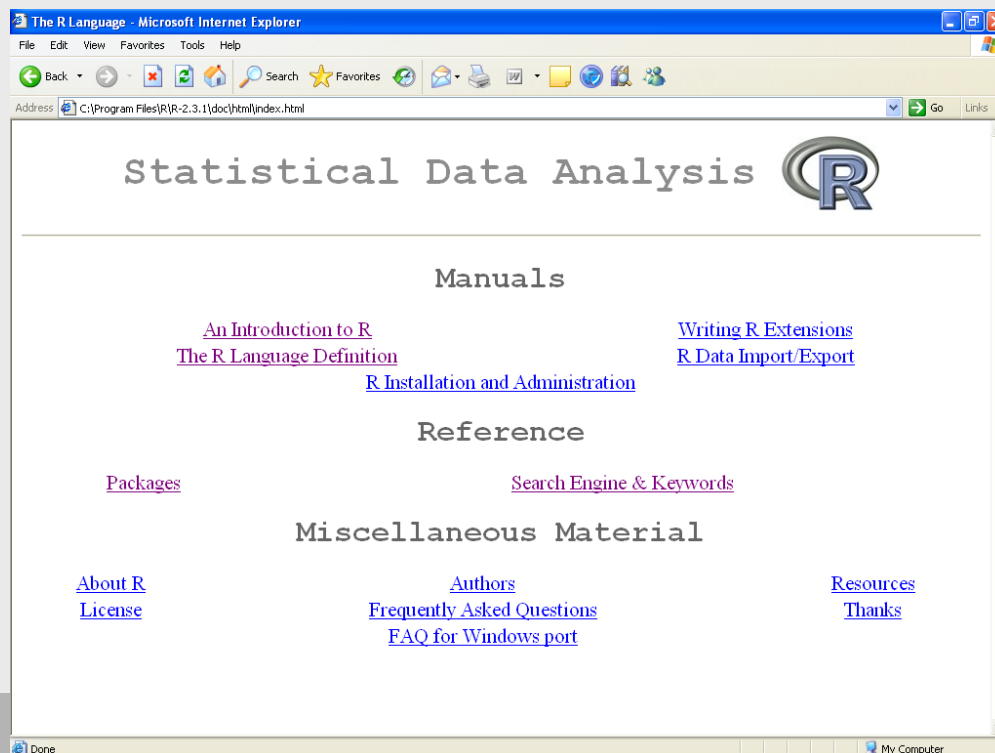 The R Language - Microsoft Internet Explorer
File Edit View Favorites Tools Help
Back Search Favorites
Address C:\Program Files\R\R-2.3.1\doc\html\index.html Go Links
Statistical Data Analysis R
Manuals
An Introduction to R Writing R Extensions
The R Language Definition R Data Import/Export
R Installation and Administration
Reference
Packages Search Engine & Keywords
Miscellaneous Material
About R Authors Resources
License Frequently Asked Questions Thanks
FAQ for Windows port
Done My Computer